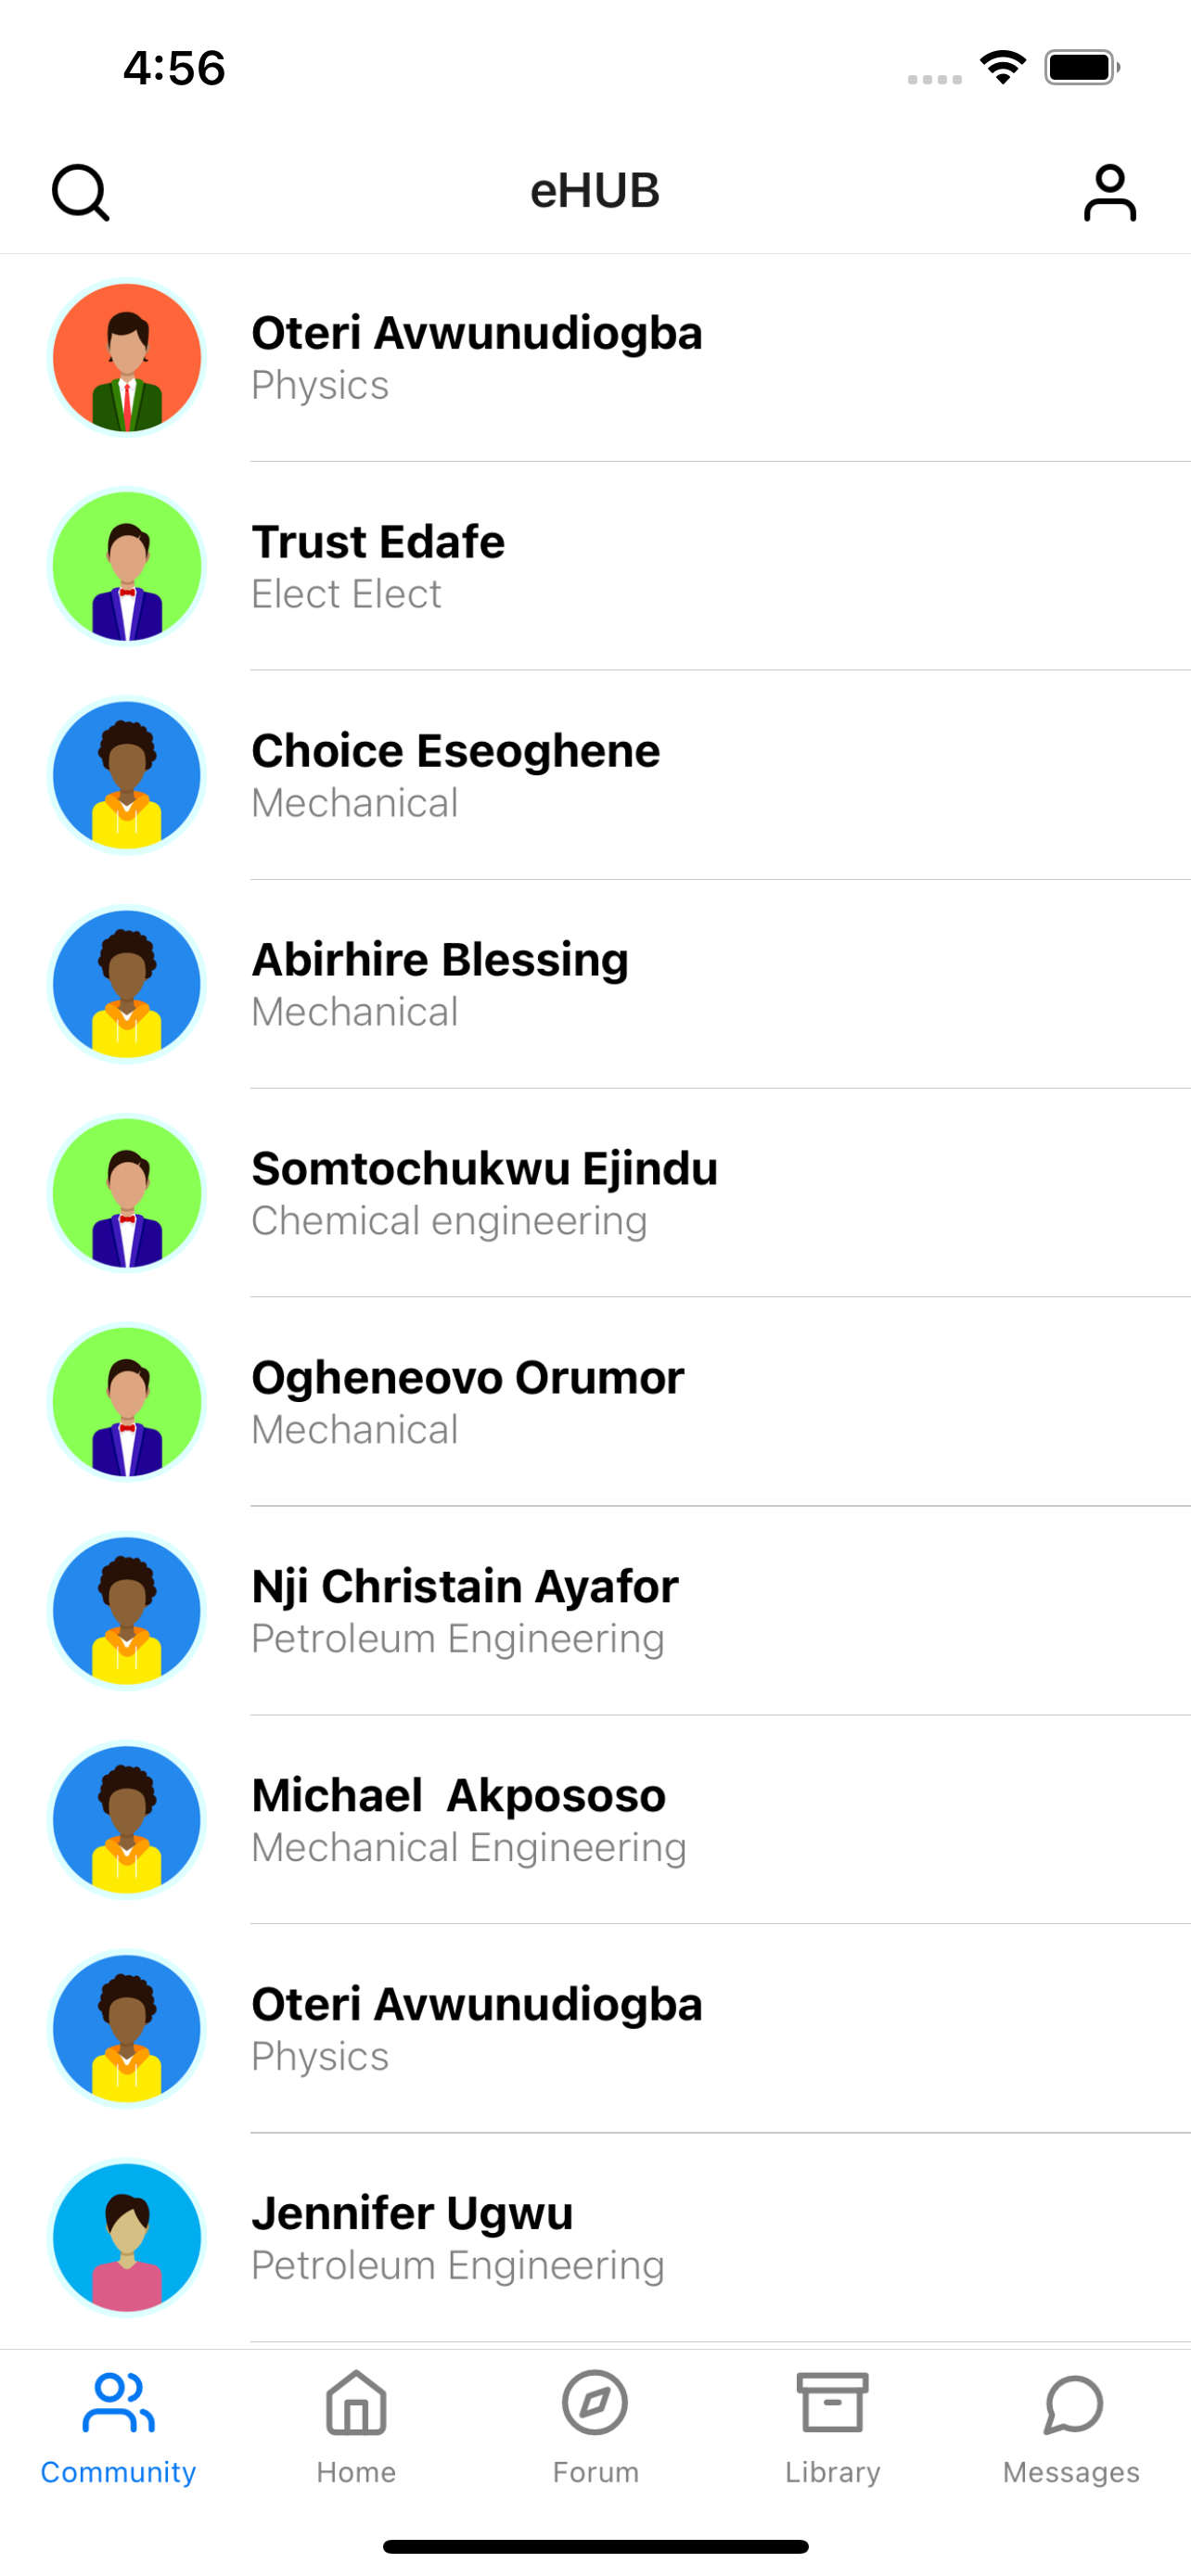 4:56
eHUB
Oteri Avwunudiogba
Physics
Trust Edafe
Elect Elect
Choice Eseoghene
Mechanical
Abirhire Blessing
Mechanical
Somtochukwu Ejindu
Chemical engineering
Ogheneovo Orumor
Mechanical
Nji Christain Ayafor
Petroleum Engineering
Michael  Akpososo
Mechanical Engineering
Oteri Avwunudiogba
Physics
Jennifer Ugwu
Petroleum Engineering
Community Home Forum Library Messages